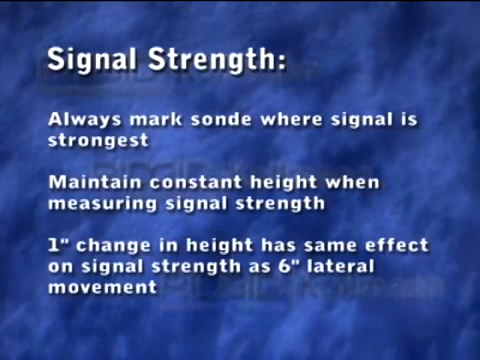 Signal Strength:
Always mark sonde where signal is
strongest
Maintain constant height when
measuring signal strength
1" change in height has same effect
on signal strength as 6" lateral
movement